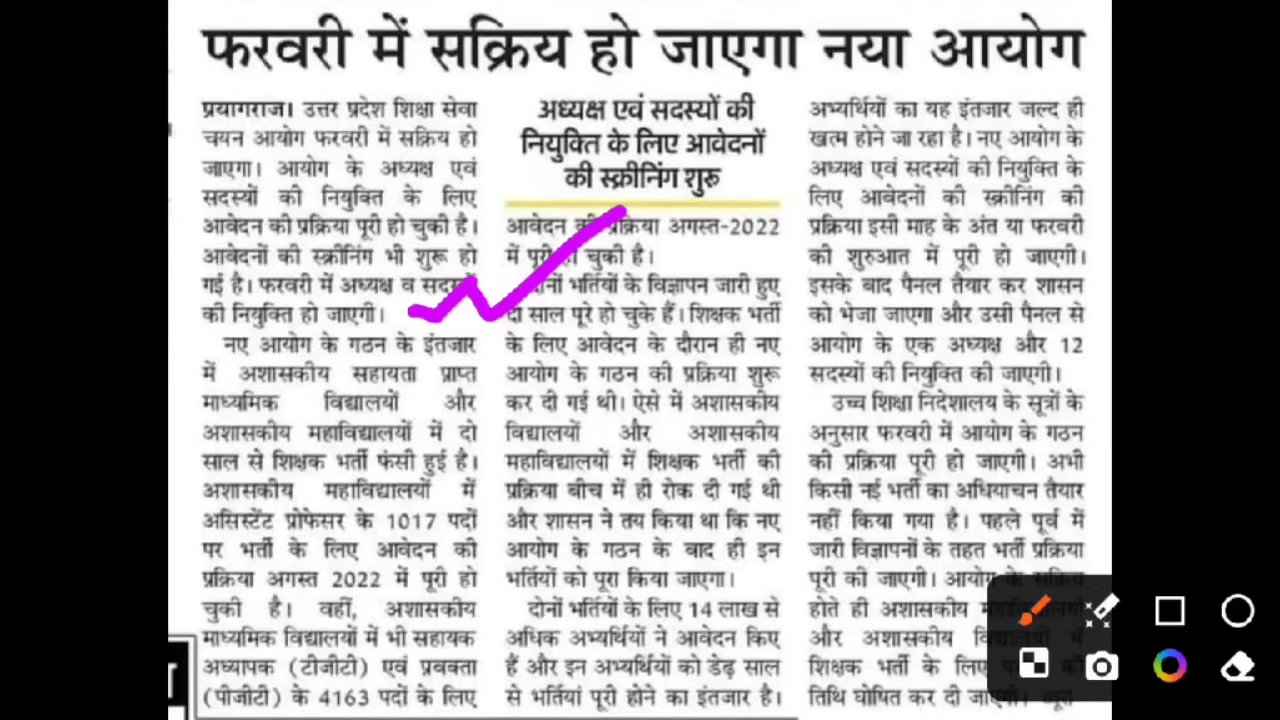 फरवरी में सक्रिय हो जाएगा नया आयोग
प्रयागराज। उत्तर प्रदेश शिक्षा सेवा
चयन आयोग फरवरी में सक्रिय हो
जाएगा। आयोग के अध्यक्ष एवं
सदस्यों की नियुक्ति के लिए
आवेदन की प्रक्रिया पूरी हो चुकी है।
आवेदनों की स्क्रीनिंग भी शुरू हो
गई है। फरवरी में अध्यक्ष व सदस्यों
की नियुक्ति हो जाएगी।
नए आयोग के गठन के इंतजार
में अशासकीय सहायता प्राप्त
माध्यमिक विद्यालयों और
अशासकीय महाविद्यालयों में दो
साल से शिक्षक भर्ती फंसी हुई है।
अशासकीय महाविद्यालयों में
असिस्टेंट प्रोफेसर के 1017 पदों
पर भर्ती के लिए आवेदन की
प्रक्रिया अगस्त 2022 में पूरी हो
चुकी है। वहीं, अशासकीय
माध्यमिक विद्यालयों में भी सहायक
अध्यापक (टीजीटी) एवं प्रवक्ता
(पीजीटी) के 4163 पदों के लिए
अध्यक्ष एवं सदस्यों की
नियुक्ति के लिए आवेदनों
की स्क्रीनिंग शुरू
आवेदन की प्रक्रिया अगस्त-2022
में पूरी हो चुकी है।
दोनों भर्तियों के विज्ञापन जारी हुए
दो साल पूरे हो चुके हैं। शिक्षक भर्ती
के लिए आवेदन के दौरान ही नए
आयोग के गठन की प्रक्रिया शुरू
कर दी गई थी। ऐसे में अशासकीय
विद्यालयों और अशासकीय
महाविद्यालयों में शिक्षक भर्ती की
प्रक्रिया बीच में ही रोक दी गई थी
और शासन ने तय किया था कि नए
आयोग के गठन के बाद ही इन
भर्तियों को पूरा किया जाएगा।
दोनों भर्तियों के लिए 14 लाख से
अधिक अभ्यर्थियों ने आवेदन किए
हैं और इन अभ्यर्थियों को डेढ़ साल
से भर्तियां पूरी होने का इंतजार है।
अभ्यर्थियों का यह इंतजार जल्द ही
खत्म होने जा रहा है। नए आयोग के
अध्यक्ष एवं सदस्यों की नियुक्ति के
लिए आवेदनों की स्क्रीनिंग की
प्रक्रिया इसी माह के अंत या फरबरी
की शुरुआत में पूरी हो जाएगी।
इसके बाद पैनल तैयार कर शासन
को भेजा जाएगा और उसी पैनल से
आयोग के एक अध्यक्ष और 12
सदस्यों की नियुक्ति की जाएगी।
उच्च शिक्षा निदेशालय के सूत्रों के
अनुसार फरवरी में आयोग के गठन
की प्रक्रिया पूरी हो जाएगी। अभी
किसी नई भर्ती का अधियाचन तैयार
नहीं किया गया है। पहले पूर्व में
जारी विज्ञापनों के तहत भर्ती प्रक्रिया
पूरी की जाएगी। आयोग के सक्रिय
होते ही अशासकीय
और अशासकीय
शिक्षक भर्ती के लिए
तिथि घोषित कर दी जाएगी। ब्यूरो